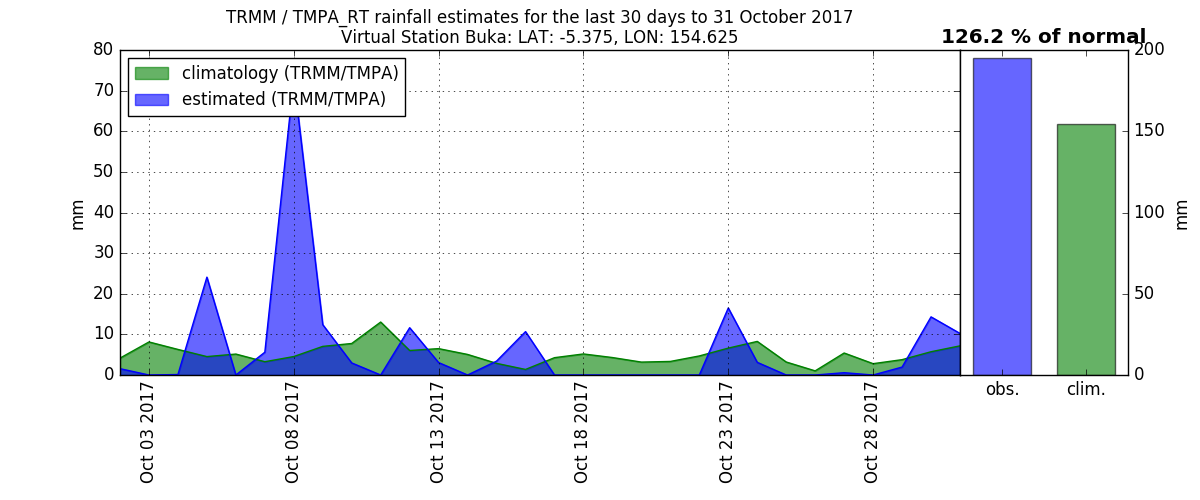 TRMM / TMPA_RT rainfall estimates for the last 30 days to 31 October 2017
Virtual Station Buka: LAT: -5.375, LON: 154.625
126.2 % of normal
climatology (TRMM/TMPA)
estimated (TRMM/TMPA)
mm
80
70
60
50
40
30
20
10
0
Oct 03 2017
Oct 08 2017
Oct 13 2017
Oct 18 2017
Oct 23 2017
Oct 28 2017
obs.
clim.
200
150
100
50
0
mm